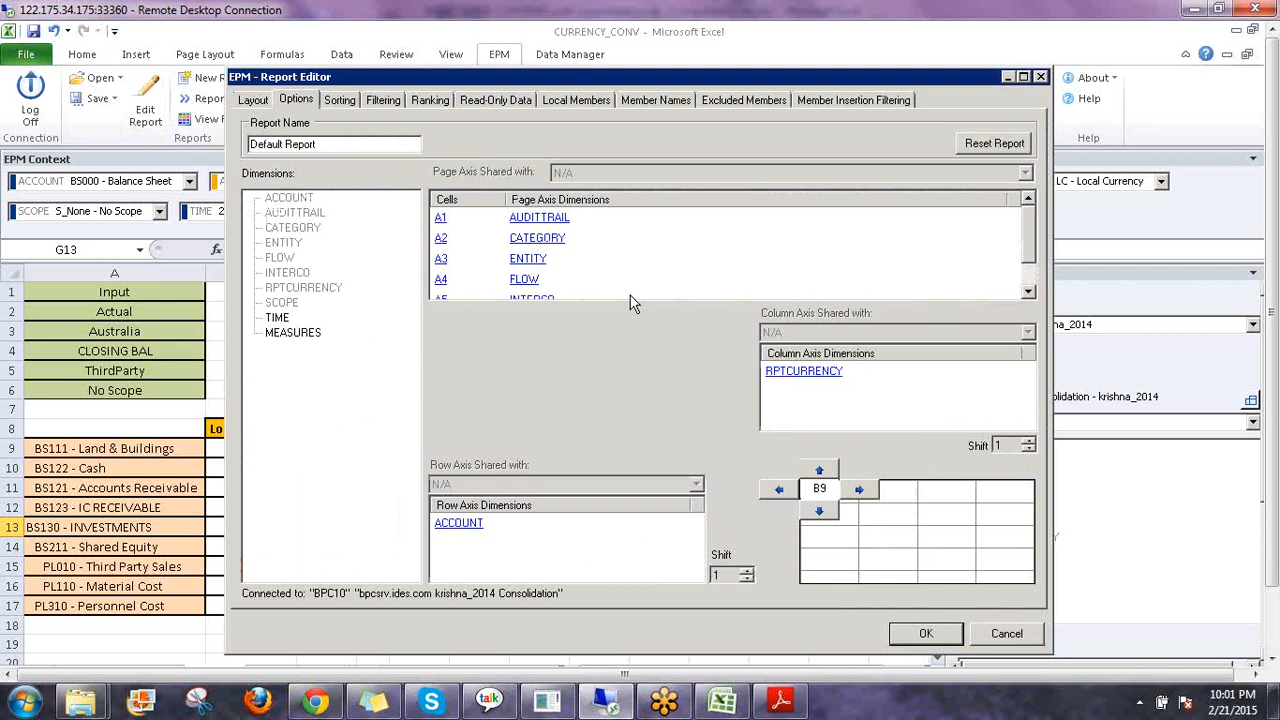 122.175.34.175:33360 - Remote Desktop Connection
CURRENCY_CONV - Microsoft Excel
File Home Insert Page Layout Formulas Data Review View EPM Data Manager
Log Off
Connection
Open
Save
Edit Report
New R
Repor
View F
Reports
About
Help
Help
EPM - Report Editor
Layout Options Sorting Filtering Ranking Read-Only Data Local Members Member Names Excluded Members Member Insertion Filtering
Report Name
Default Report
Reset Report
Dimensions:
ACCOUNT
AUDITTRAIL
CATEGORY
ENTITY
FLOW
INTERCO
RPTCURRENCY
SCOPE
TIME
MEASURES
Page Axis Shared with: N/A
Cells Page Axis Dimensions
A1 AUDITTRAIL
A2 CATEGORY
A3 ENTITY
A4 FLOW
A5 INTERCO
Column Axis Shared with:
N/A
Column Axis Dimensions
RPTCURRENCY
Shift 1
Row Axis Shared with:
N/A
Row Axis Dimensions
ACCOUNT
Shift
1
B9
Connected to: "BPC10" "bpcsrv.ides.com krishna_2014 Consolidation"
OK Cancel
EPM Context
ACCOUNT BS000 - Balance Sheet
LC - Local Currency
SCOPE S_None - No Scope
TIME 2
G13
fx
A
1 Input
2 Actual
3 Australia
4 CLOSING BAL
5 ThirdParty
6 No Scope
7
8 Lo
9 BS111 - Land & Buildings
10 BS122 - Cash
11 BS121 - Accounts Receivable
12 BS123 - IC RECEIVABLE
13 BS130 - INVESTMENTS
14 BS211 - Shared Equity
15 PL010 - Third Party Sales
16 PL110 - Material Cost
17 PL310 - Personnel Cost
18
19
_2014
olidation - krishna_2014
talk
10:01 PM
2/21/2015